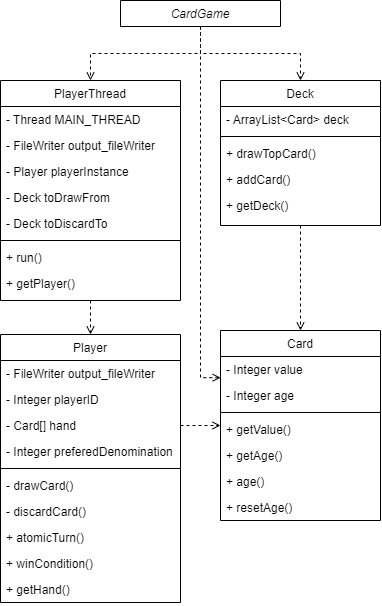 CardGame
PlayerThread
- Thread MAIN_THREAD
- FileWriter output_fileWriter
- Player playerInstance
- Deck toDrawFrom
- Deck toDiscardTo
+ run()
+ getPlayer()
Deck
- ArrayList<Card> deck
+ drawTopCard()
+ addCard()
+ getDeck()
Player
- FileWriter output_fileWriter
- Integer playerID
- Card[] hand
- Integer preferedDenomination
- drawCard()
- discardCard()
+ atomicTurn()
+ winCondition()
+ getHand()
Card
- Integer value
- Integer age
+ getValue()
+ getAge()
+ age()
+ resetAge()